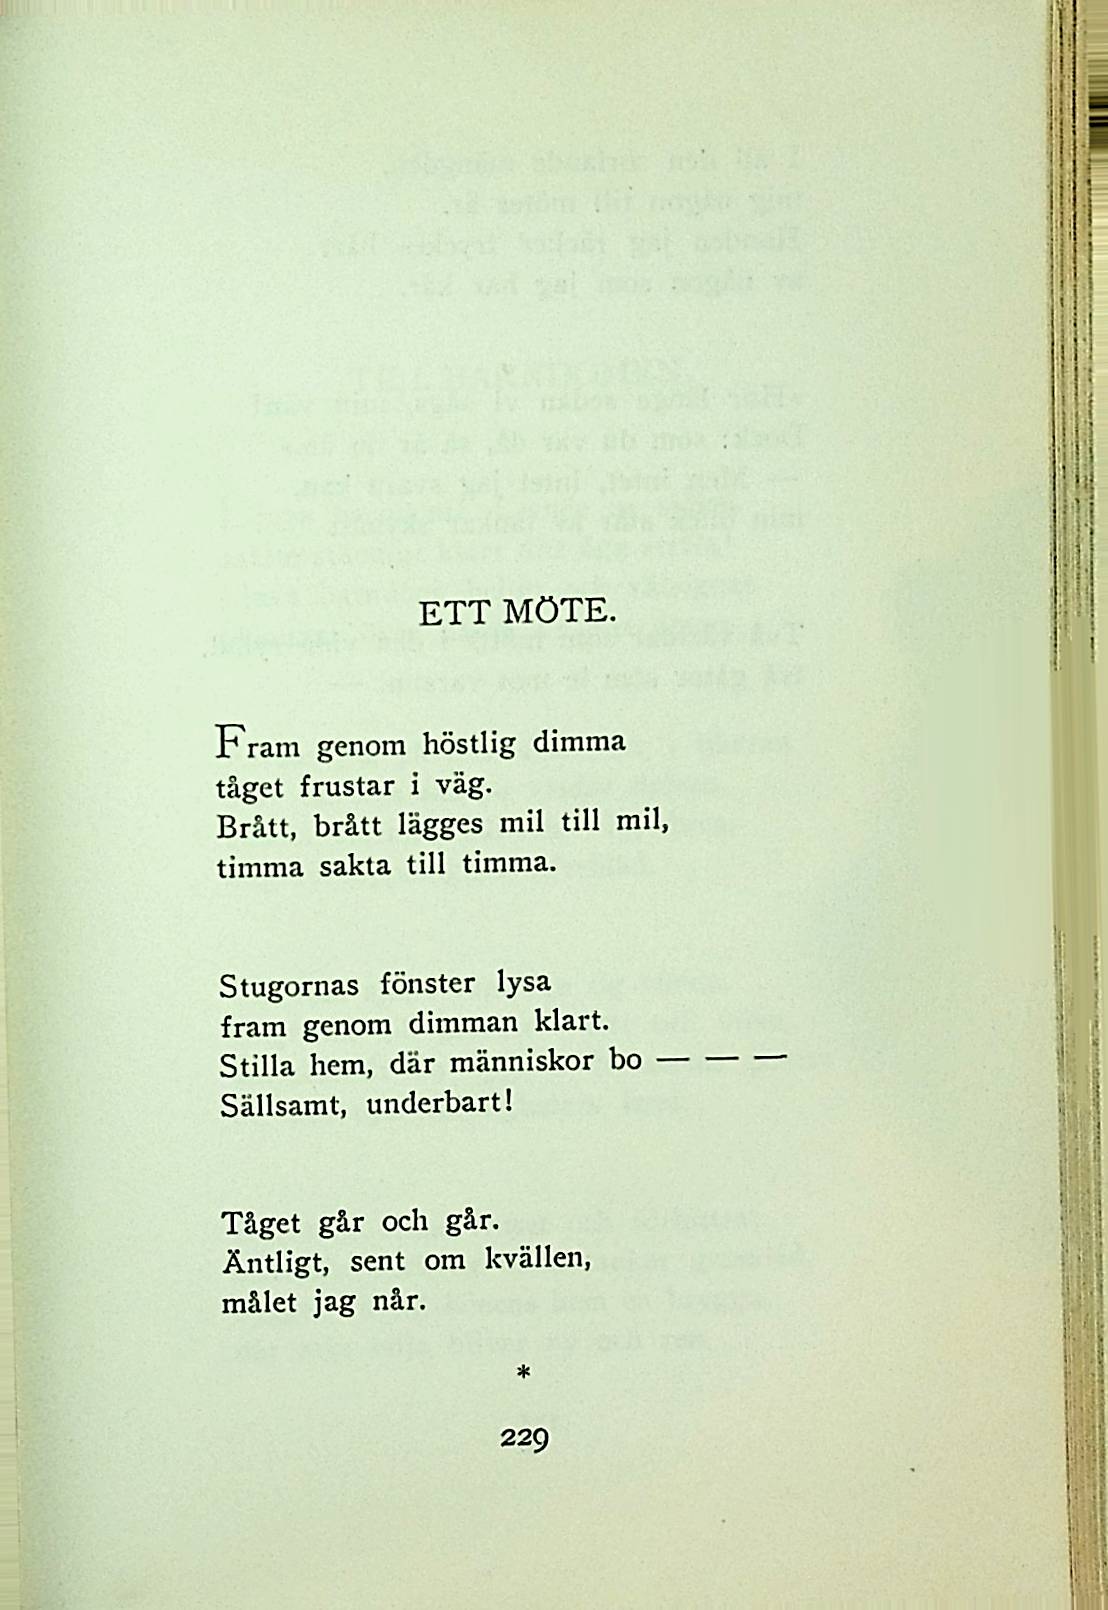 ETT MÖTE.
Fram genom höstlig dimma
tåget frustar i väg.
Brått, brått lägges mil till mil,
timma sakta till timma.
Stugornas fönster lysa
fram genom dimman klart.
Stilla hem, där människor bo — — —
Sällsamt, underbart!
Tåget går och går.
Äntligt, sent om kvällen,
målet jag når.
*
229